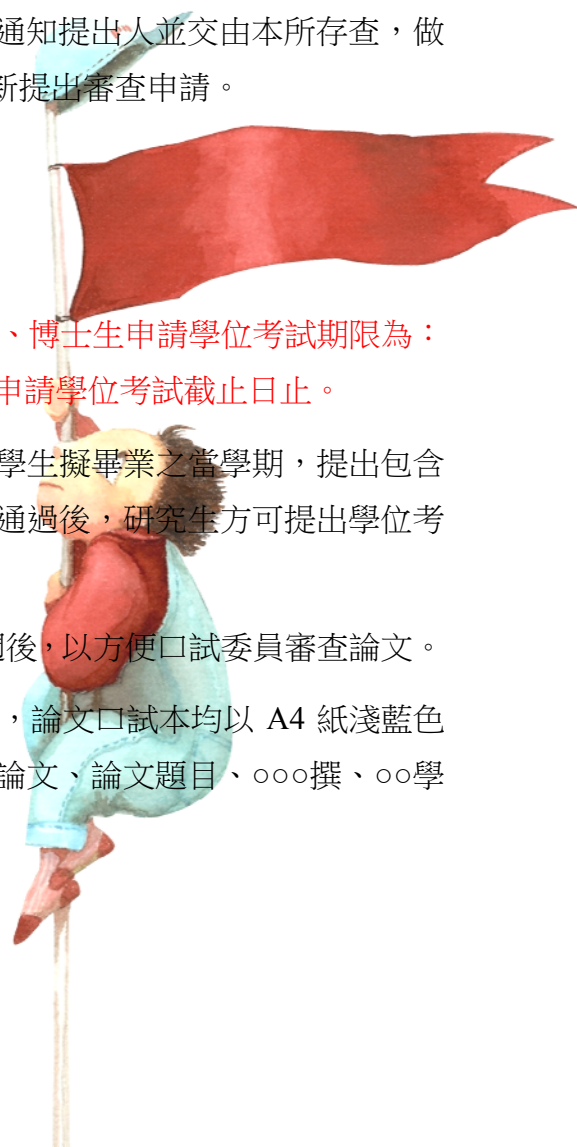 通知提出人並交由本所存查，做
新提出審查申請。
、博士生申請學位考試期限為：
申請學位考試截止日止。
學生擬畢業之當學期，提出包含
通過後，研究生方可提出學位考
後，以方便口試委員審查論文。
，論文口試本均以 A4 紙淺藍色
論文、論文題目、○○○撰、○○學